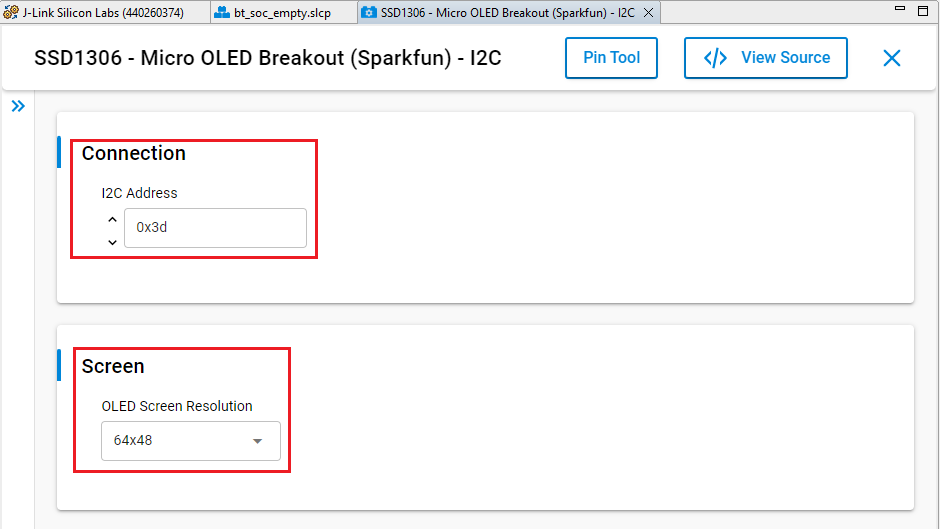 J-Link Silicon Labs (440260374)
bt_soc_empty.slcp
SSD1306 - Micro OLED Breakout (Sparkfun) - I2C
SSD1306 - Micro OLED Breakout (Sparkfun) - I2C
Pin Tool
View Source
Connection
I2C Address
0x3d
Screen
OLED Screen Resolution
64x48